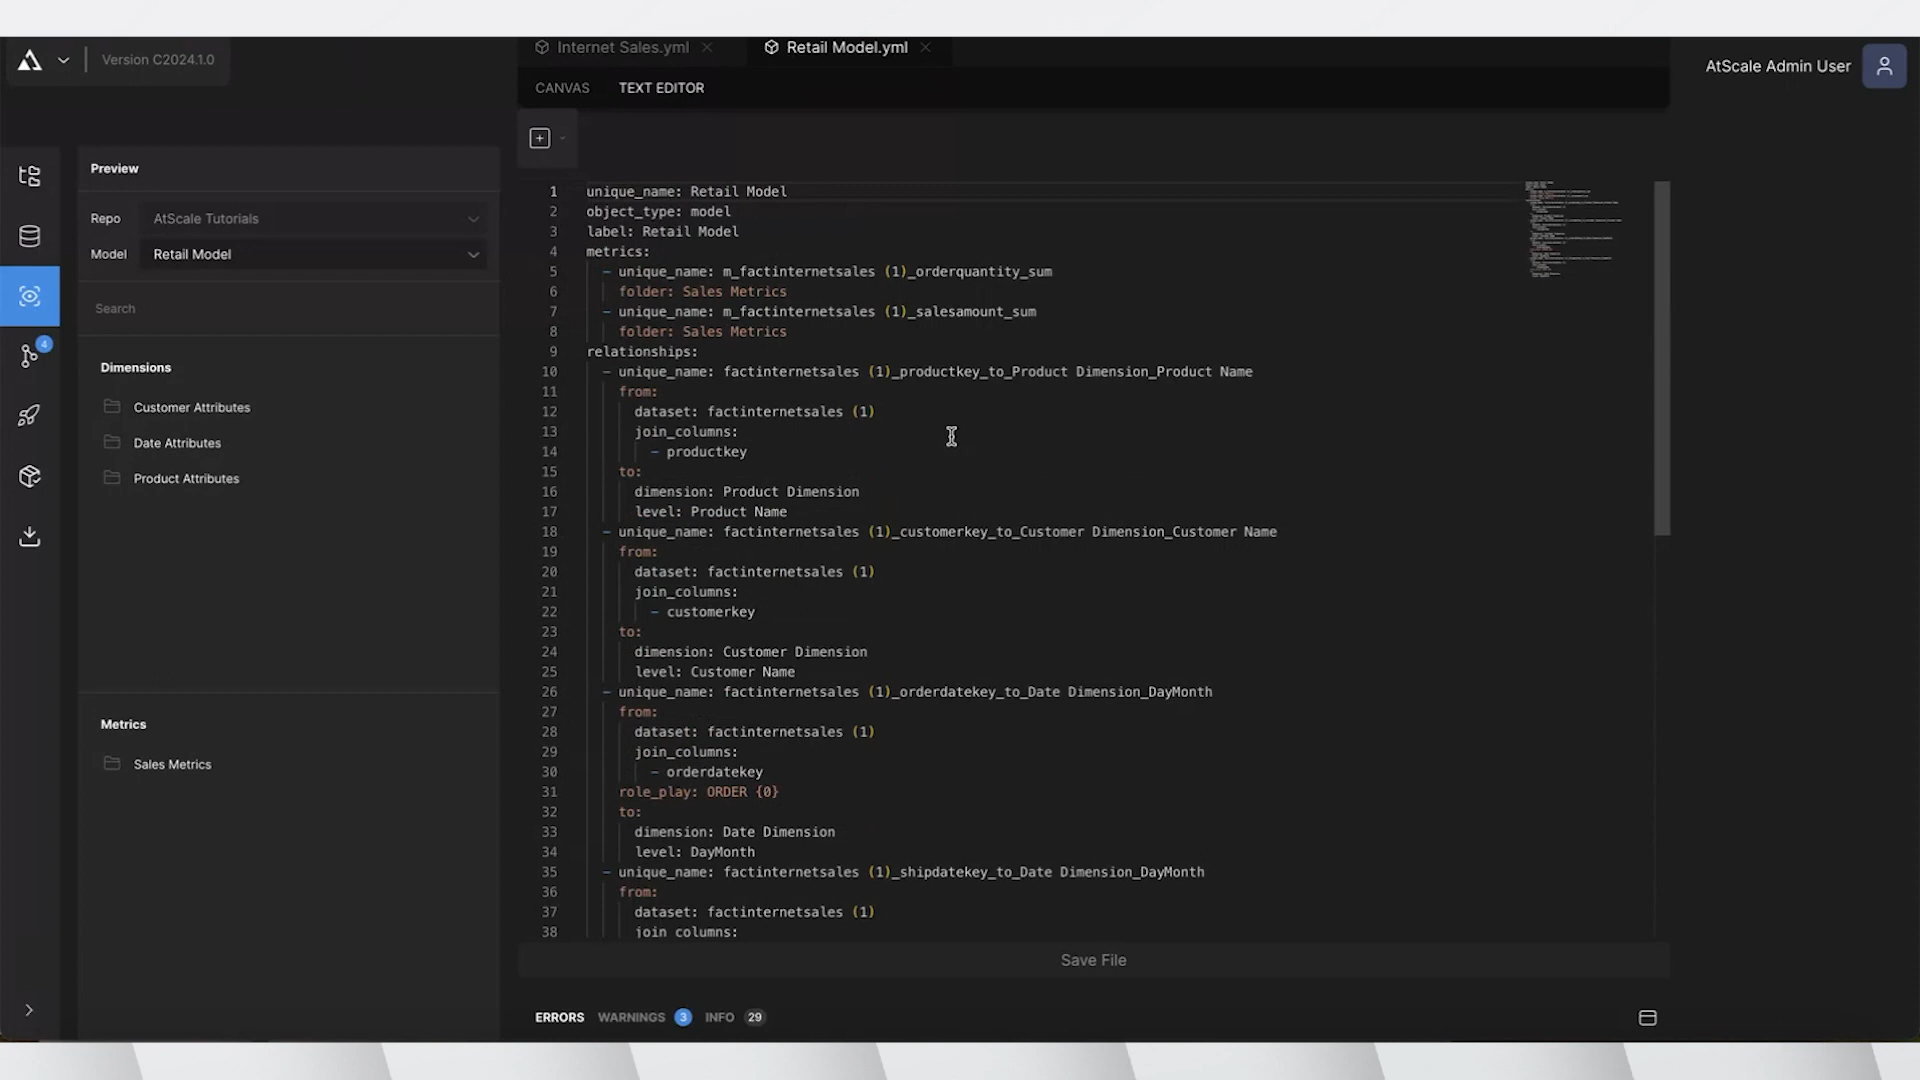 Version C2024.1.0
Internet Sales.yml
Retail Model.yml
AtScale Admin User
CANVAS
TEXT EDITOR
Preview
Repo
AtScale Tutorials
Model
Retail Model
Search
4
Dimensions
Customer Attributes
Date Attributes
Product Attributes
Metrics
Sales Metrics
1 unique_name: Retail Model
2 object_type: model
3 label: Retail Model
4 metrics:
5 - unique_name: m_factinternetsales (1)_orderquantity_sum
6 folder: Sales Metrics
7 - unique_name: m_factinternetsales (1)_salesamount_sum
8 folder: Sales Metrics
9 relationships:
10 - unique_name: factinternetsales (1)_productkey_to_Product Dimension_Product Name
11 from:
12 dataset: factinternetsales (1)
13 join_columns:
14 - productkey
15 to:
16 dimension: Product Dimension
17 level: Product Name
18 - unique_name: factinternetsales (1)_customerkey_to_Customer Dimension_Customer Name
19 from:
20 dataset: factinternetsales (1)
21 join_columns:
22 - customerkey
23 to:
24 dimension: Customer Dimension
25 level: Customer Name
26 - unique_name: factinternetsales (1)_orderdatekey_to_Date Dimension_DayMonth
27 from:
28 dataset: factinternetsales (1)
29 join_columns:
30 - orderdatekey
31 role_play: ORDER {0}
32 to:
33 dimension: Date Dimension
34 level: DayMonth
35 - unique_name: factinternetsales (1)_shipdatekey_to_Date Dimension_DayMonth
36 from:
37 dataset: factinternetsales (1)
38 join_columns:
Save File
ERRORS
WARNINGS 3
INFO 29